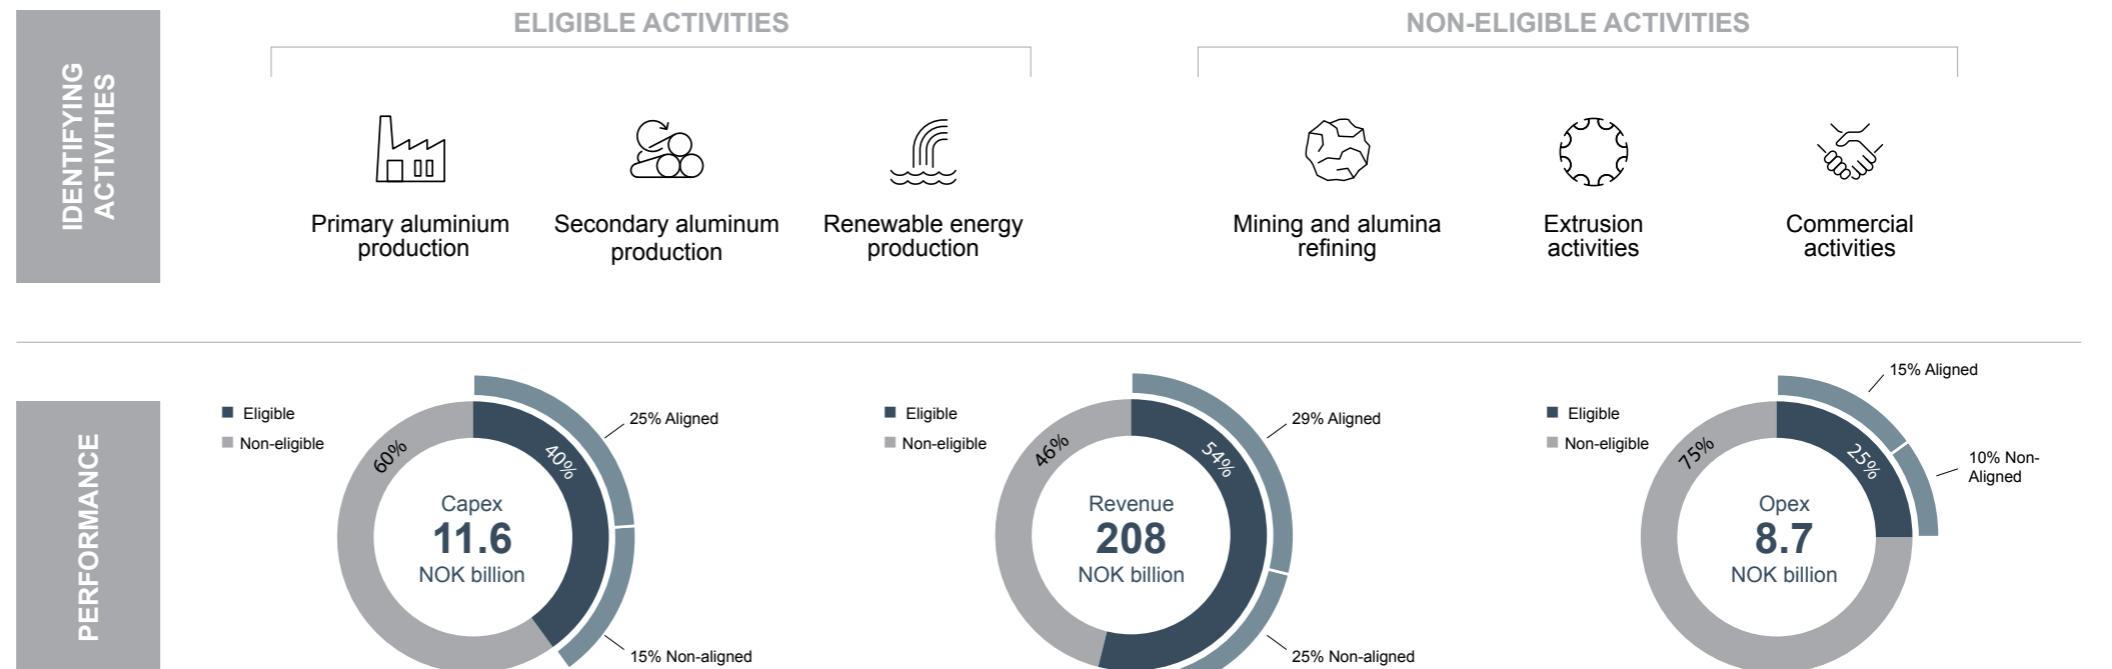 ELIGIBLE ACTIVITIES
NON-ELIGIBLE ACTIVITIES
IDENTIFYING
ACTIVITIES
Primary aluminium
production
Secondary aluminum
production
Renewable energy
production
Mining and alumina
refining
Extrusion
activities
Commercial
activities
PERFORMANCE
Eligible
Non-eligible
60%
40%
25% Aligned
15% Non-aligned
Capex
11.6
NOK billion
Eligible
Non-eligible
46%
54%
29% Aligned
25% Non-aligned
Revenue
208
NOK billion
Eligible
Non-eligible
75%
25%
15% Aligned
10% Non-
Aligned
Opex
8.7
NOK billion